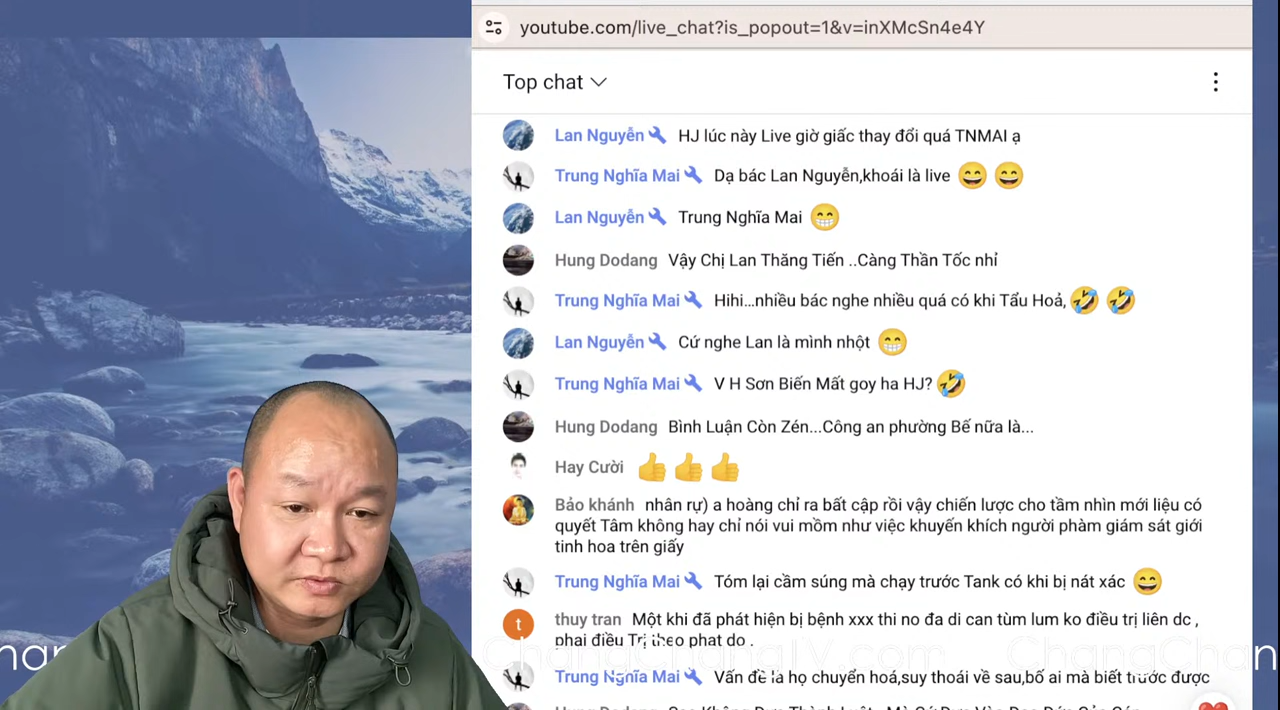 youtube.com/live_chat?is_popout=1&v=inXMcSn4e4Y
Top chat
Lan Nguyễn HJ lúc này Live giờ giấc thay đổi quá TNMAI ạ
Trung Nghĩa Mai Dạ bác Lan Nguyễn,khoái là live 😄 😄
Lan Nguyễn Trung Nghĩa Mai 😁
Hung Dodang Vậy Chị Lan Thăng Tiến ..Càng Thần Tốc nhỉ
Trung Nghĩa Mai Hihi...nhiều bác nghe nhiều quá có khi Tẩu Hoả, 🤣 🤣
Lan Nguyễn Cứ nghe Lan là mình nhột 😁
Trung Nghĩa Mai V H Sơn Biến Mất goy ha HJ? 🤣
Hung Dodang Bình Luận Còn Zén...Công an phường Bế nữa là...
Hay Cười 👍 👍 👍
Bảo khánh nhân rự) a hoàng chỉ ra bất cập rồi vậy chiến lược cho tầm nhìn mới liệu có
quyết Tâm không hay chỉ nói vui mồm như việc khuyến khích người phàm giám sát giới
tinh hoa trên giấy
Trung Nghĩa Mai Tóm lại cầm súng mà chạy trước Tank có khi bị nát xác 😄
t
thuy tran Một khi đã phát hiện bị bệnh xxx thi no đa di can tùm lum ko điều trị liên dc ,
phai điều Trị theo phat do .
ChangChangTV.com
ChangChan
Trung Nghĩa Mai Vấn đề là họ chuyển hoá,suy thoái về sau,bố ai mà biết trước được